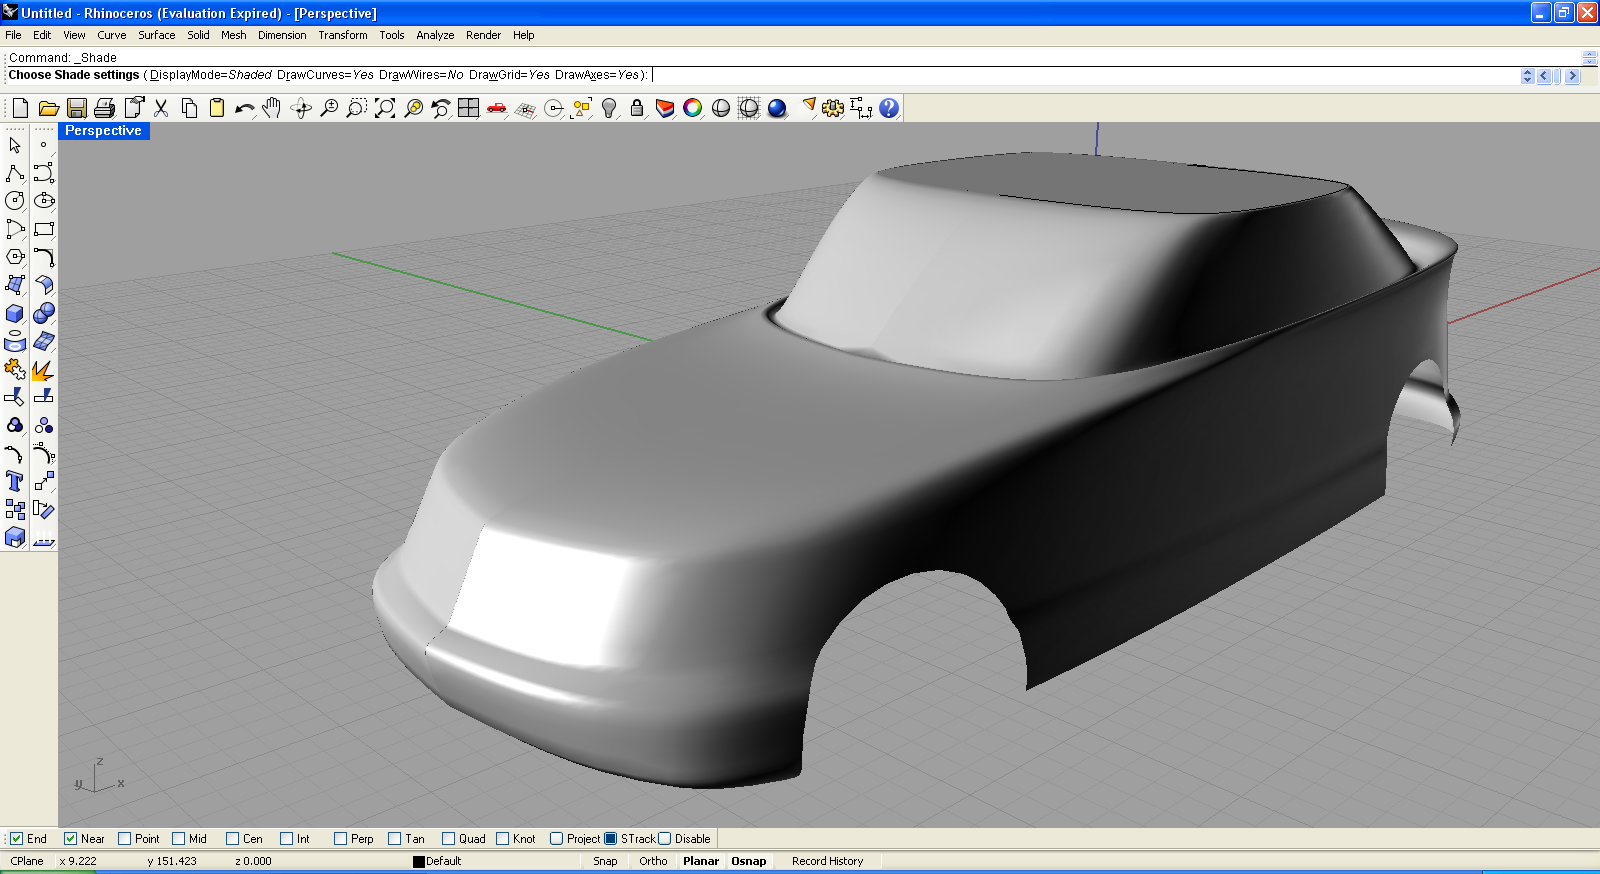 Untitled - Rhinoceros (Evaluation Expired) - [Perspective]
File Edit View Curve Surface Solid Mesh Dimension Transform Tools Analyze Render Help
Command: _Shade
Choose Shade settings ( DisplayMode=Shaded DrawCurves=Yes DrawWires=No DrawGrid=Yes DrawAxes=Yes):
Perspective
z
y x
End Near Point Mid Cen Int Perp Tan Quad Knot Project STrack Disable
CPlane x 9.222 y 151.423 z 0.000 Default Snap Ortho Planar Osnap Record History